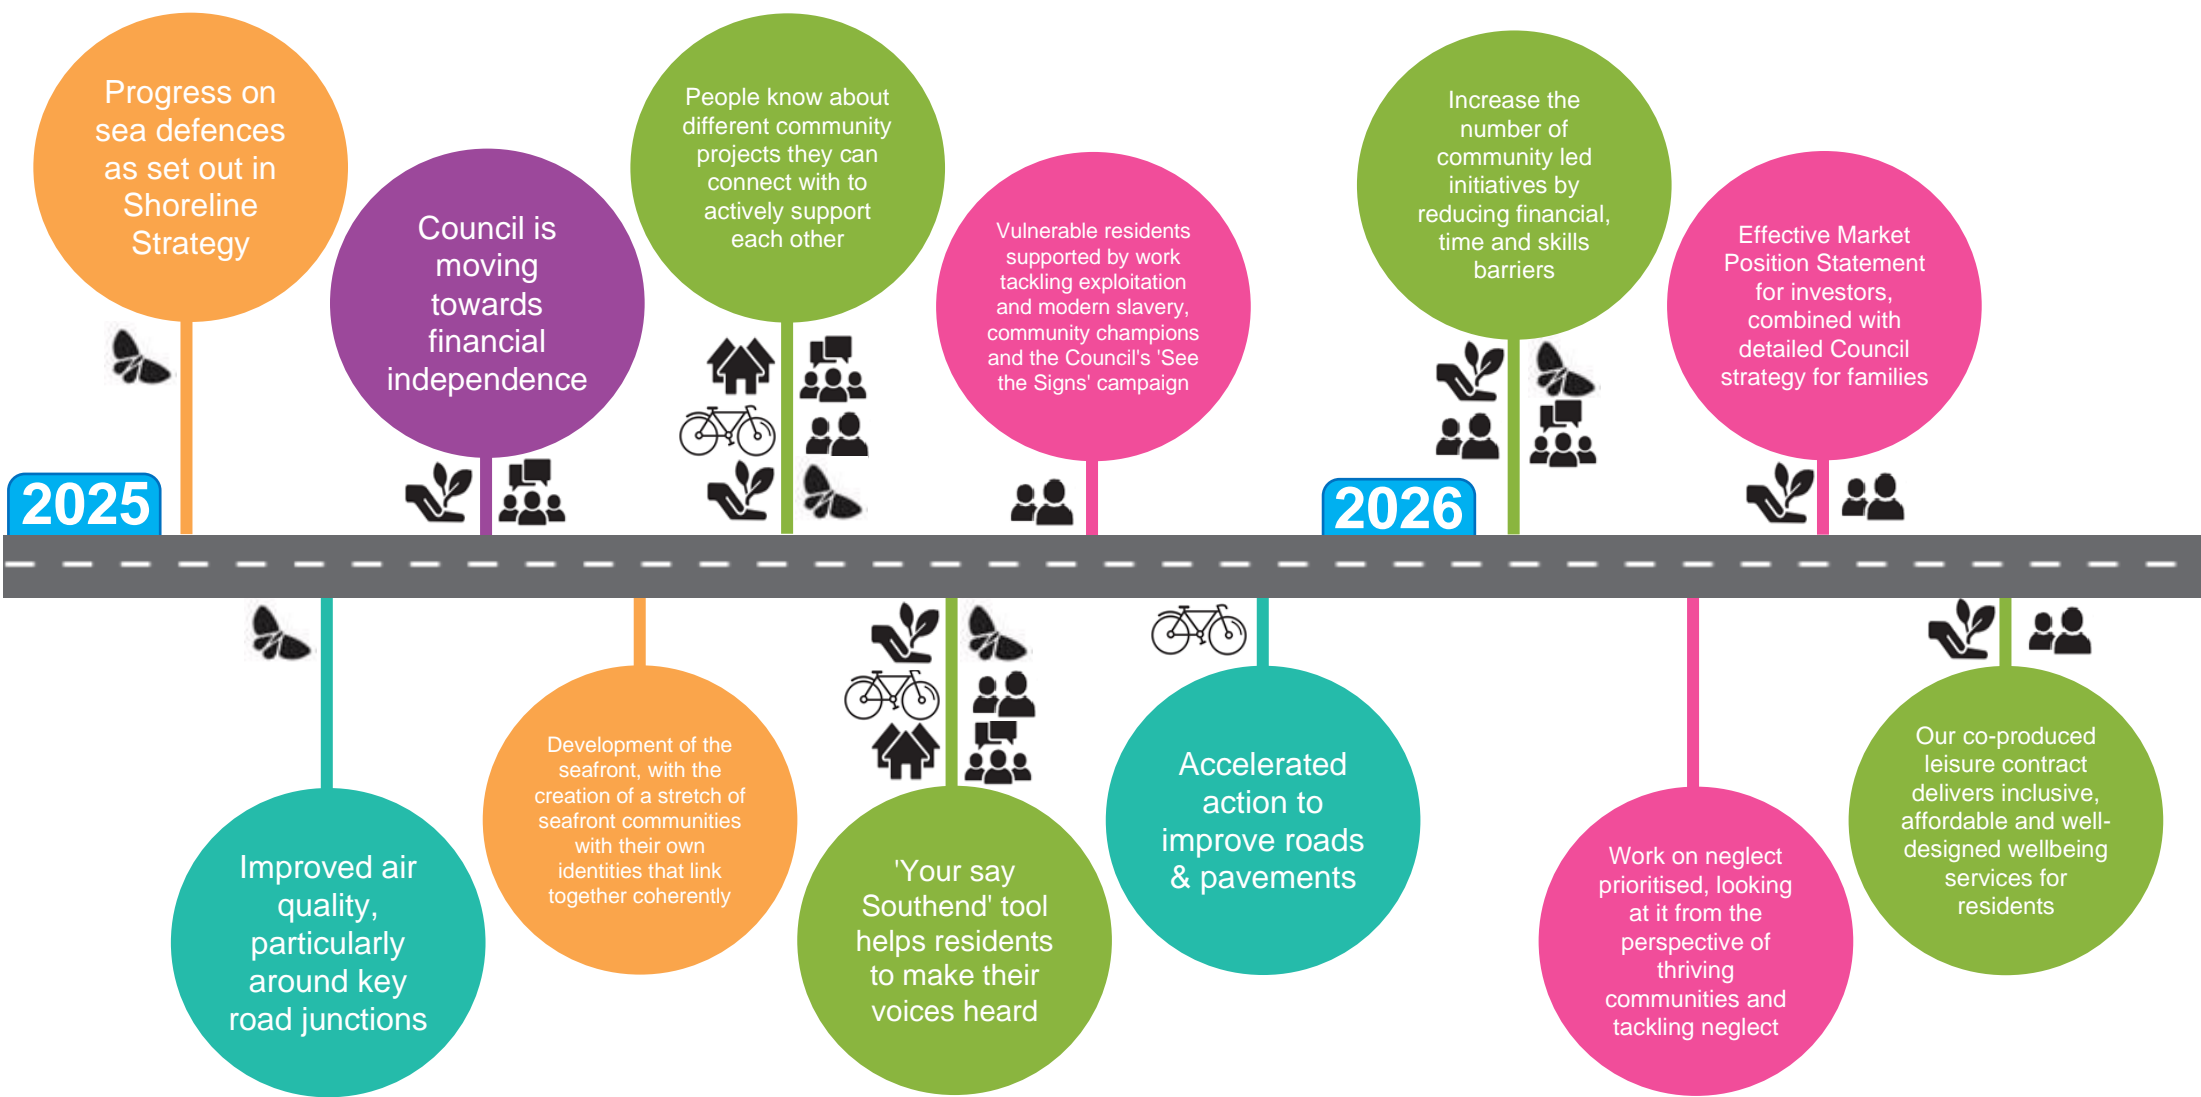 Progress on
sea defences
as set out in
Shoreline
Strategy
Council is
moving
towards
financial
independence
People know about
different community
projects they can
connect with to
actively support
each other
Vulnerable residents
supported by work
tackling exploitation
and modern slavery,
community champions
and the Council's 'See
the Signs' campaign
Increase the
number of
community led
initiatives by
reducing financial,
time and skills
barriers
Effective Market
Position Statement
for investors,
combined with
detailed Council
strategy for families
2025
2026
Improved air
quality,
particularly
around key
road junctions
Development of the
seafront, with the
creation of a stretch of
seafront communities
with their own
identities that link
together coherently
'Your say
Southend' tool
helps residents
to make their
voices heard
Accelerated
action to
improve roads
& pavements
Work on neglect
prioritised, looking
at it from the
perspective of
thriving
communities and
tackling neglect
Our co-produced
leisure contract
delivers inclusive,
affordable and well-
designed wellbeing
services for
residents